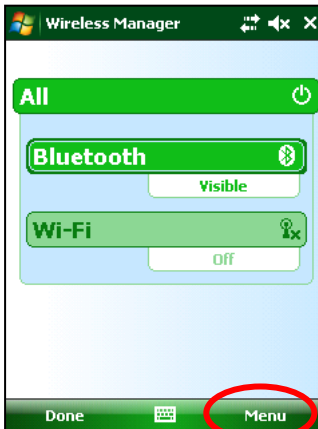 Wireless Manager
All
Bluetooth
Visible
Wi-Fi
Off
Done Menu